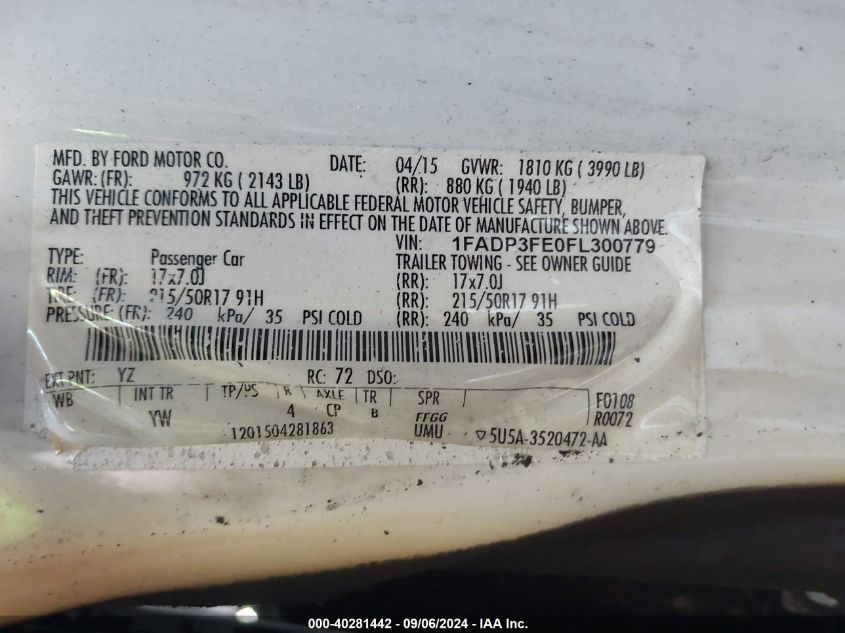 MFD. BY FORD MOTOR CO. DATE: 04/15 GVWR: 1810 KG ( 3990 LB)
GAWR: (FR): 972 KG ( 2143 LB) (RR): 880 KG ( 1940 LB)
THIS VEHICLE CONFORMS TO ALL APPLICABLE FEDERAL MOTOR VEHICLE SAFETY, BUMPER,
AND THEFT PREVENTION STANDARDS IN EFFECT ON THE DATE OF MANUFACTURE SHOWN ABOVE.
VIN: 1FADP3FE0FL300779
TYPE: Passenger Car TRAILER TOWING - SEE OWNER GUIDE
RIM: (FR): 17x7.0J (RR): 17x7.0J
TIRE: (FR): 215/50R17 91H (RR): 215/50R17 91H
PRESSURE: (FR): 240 kPa/ 35 PSI COLD (RR): 240 kPa/ 35 PSI COLD
EXT PNT: YZ RC: 72 DSO:
WB INT TR TP/PS R AXLE TR SPR F0108
YW 4 CP B FFGG R0072
1201504281863 UMU 5U5A-3520472-AA
000-40281442 - 09/06/2024 - IAA Inc.